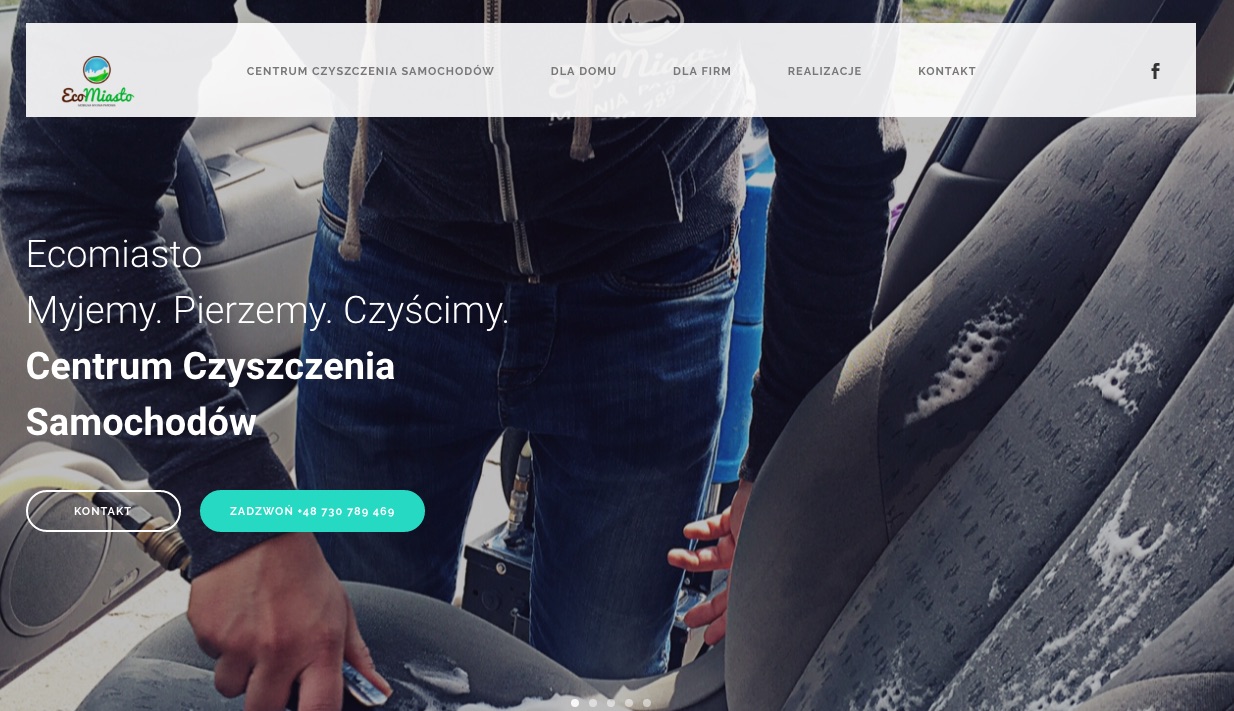 EcoMiasto
CENTRUM CZYSZCZENIA SAMOCHODÓW
DLA DOMU
DLA FIRM
REALIZACJE
KONTAKT
f
EcoMiasto
Ecomiasto
Myjemy. Pierzemy. Czyścimy.
Centrum Czyszczenia
Samochodów
KONTAKT
ZADZWOŃ +48 730 789 469